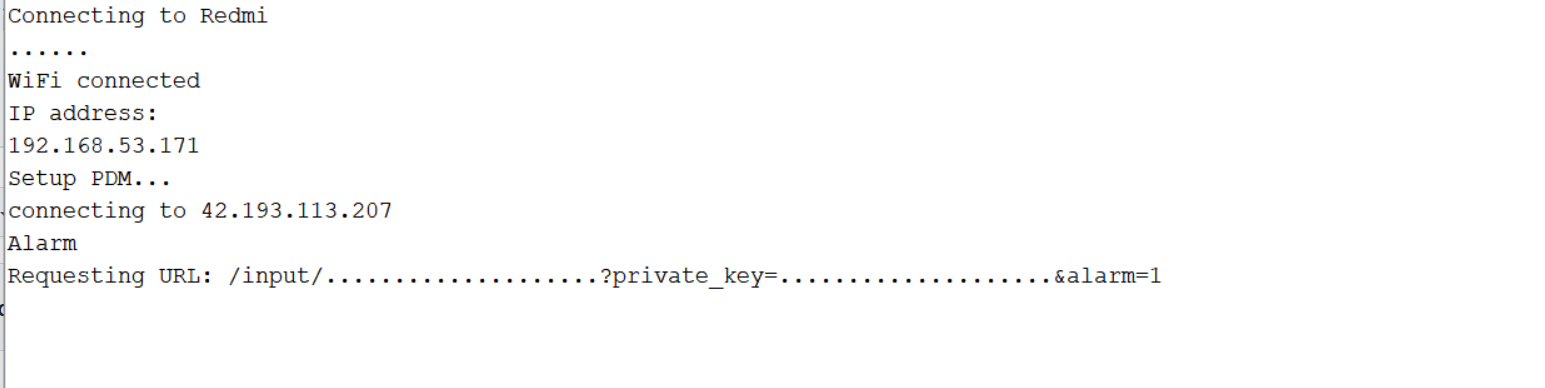 Connecting to Redmi
......
WiFi connected
IP address:
192.168.53.171
Setup PDM...
connecting to 42.193.113.207
Alarm
Requesting URL: /input/....................?private_key=....................&alarm=1